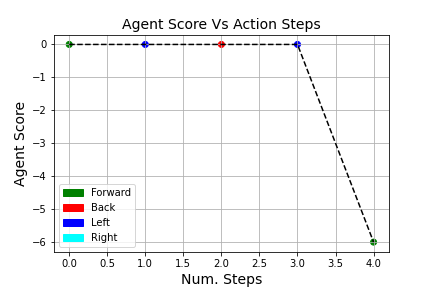 Agent Score Vs Action Steps
Agent Score
0
−1
−2
−3
−4
−5
−6
Forward
Back
Left
Right
0.0 0.5 1.0 1.5 2.0 2.5 3.0 3.5 4.0
Num. Steps